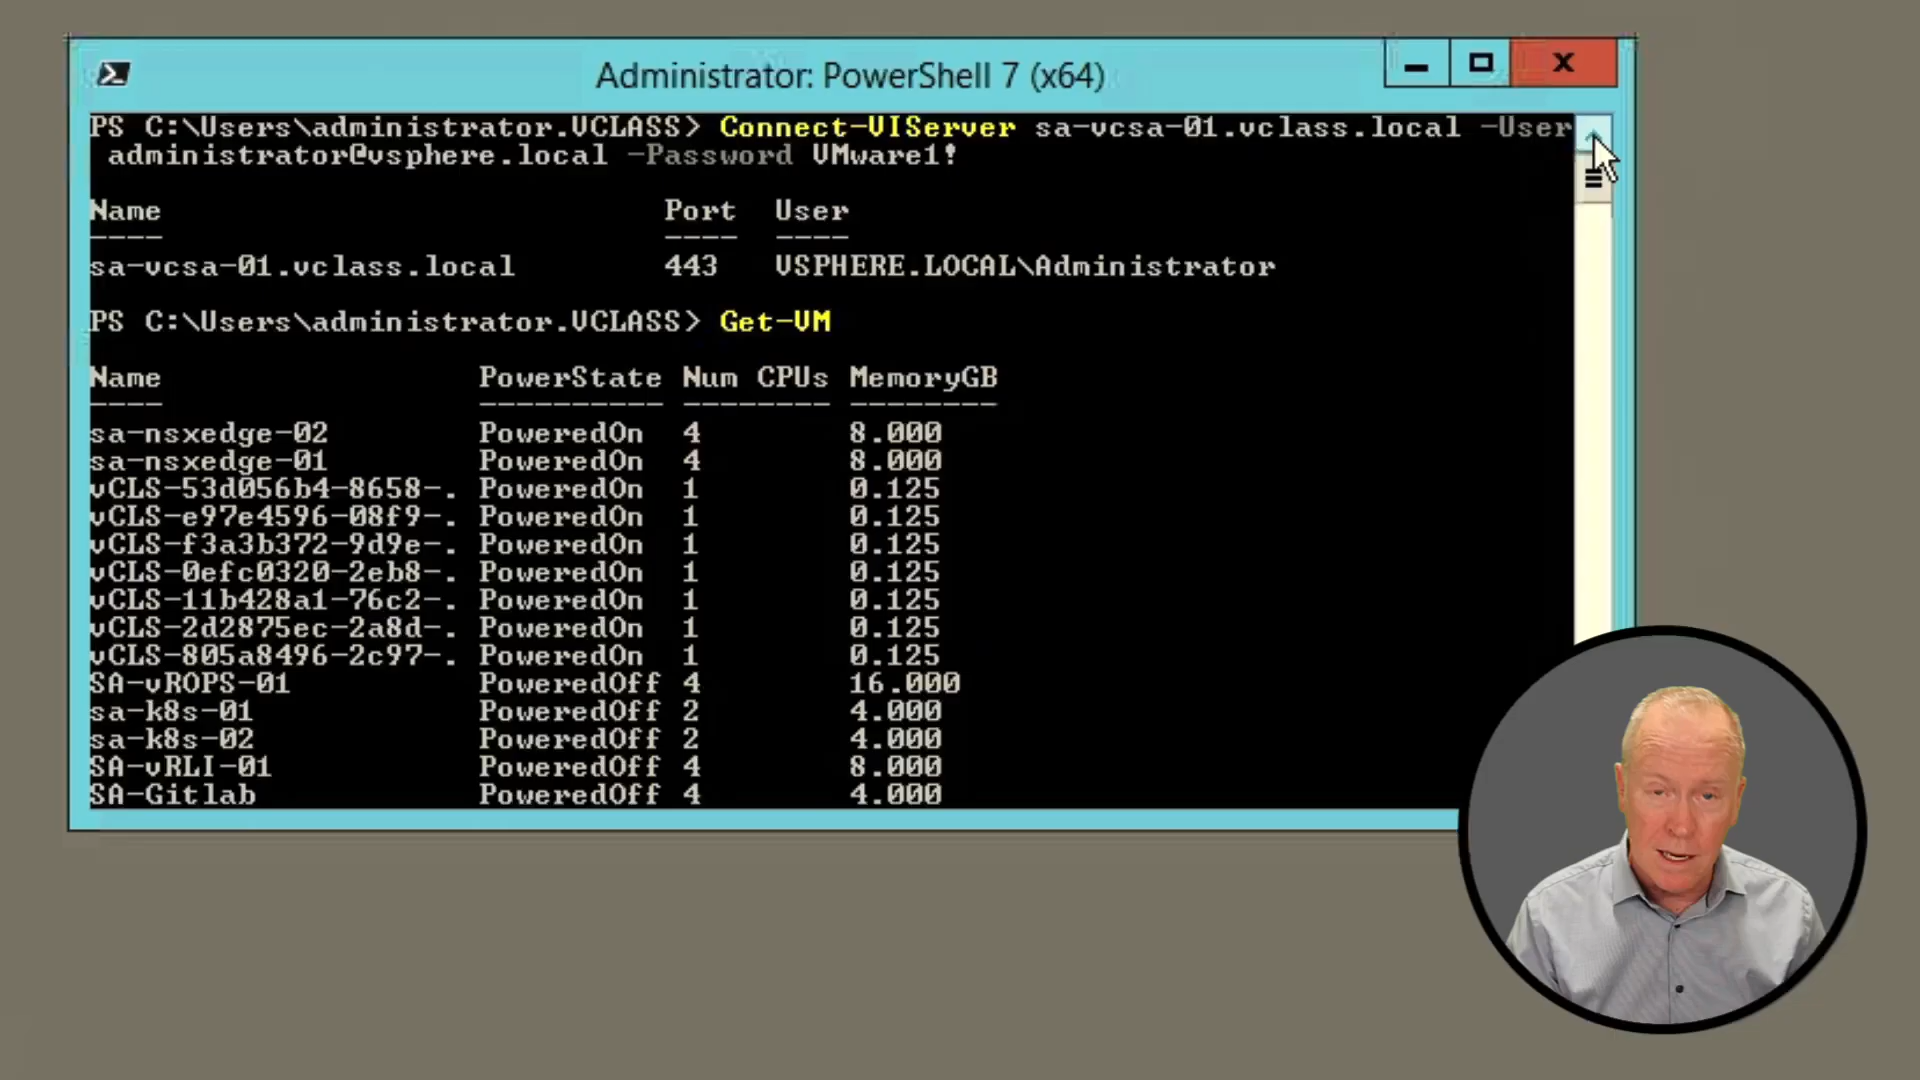 Administrator: PowerShell 7 (x64)
PS C:\Users\administrator.VCLASS> Connect-VIServer sa-vcsa-01.vclass.local -User
administrator@vsphere.local -Password VMware1!
Name Port User
---- ---- ----
sa-vcsa-01.vclass.local 443 VSPHERE.LOCAL\Administrator
PS C:\Users\administrator.VCLASS> Get-VM
Name PowerState Num CPUs MemoryGB
---- ---------- -------- --------
sa-nsxedge-02 PoweredOn 4 8.000
sa-nsxedge-01 PoweredOn 4 8.000
vCLS-53d056b4-8658-. PoweredOn 1 0.125
vCLS-e97e4596-08f9-. PoweredOn 1 0.125
vCLS-f3a3b372-9d9e-. PoweredOn 1 0.125
vCLS-0efc0320-2eb8-. PoweredOn 1 0.125
vCLS-11b428a1-76c2-. PoweredOn 1 0.125
vCLS-2d2875ec-2a8d-. PoweredOn 1 0.125
vCLS-805a8496-2c97-. PoweredOn 1 0.125
SA-vROPS-01 PoweredOff 4 16.000
sa-k8s-01 PoweredOff 2 4.000
sa-k8s-02 PoweredOff 2 4.000
SA-vRLI-01 PoweredOff 4 8.000
SA-Gitlab PoweredOff 4 4.000